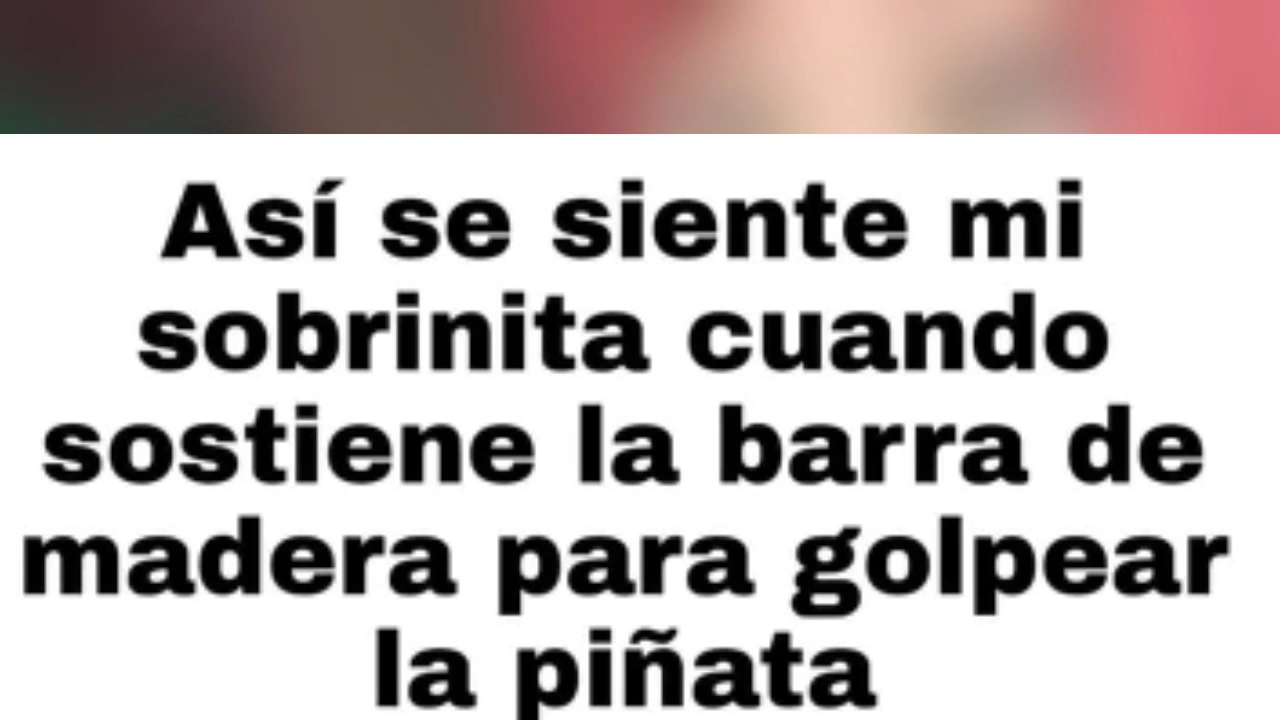 Así se siente mi
sobrinita cuando
sostiene la barra de
madera para golpear
la piñata